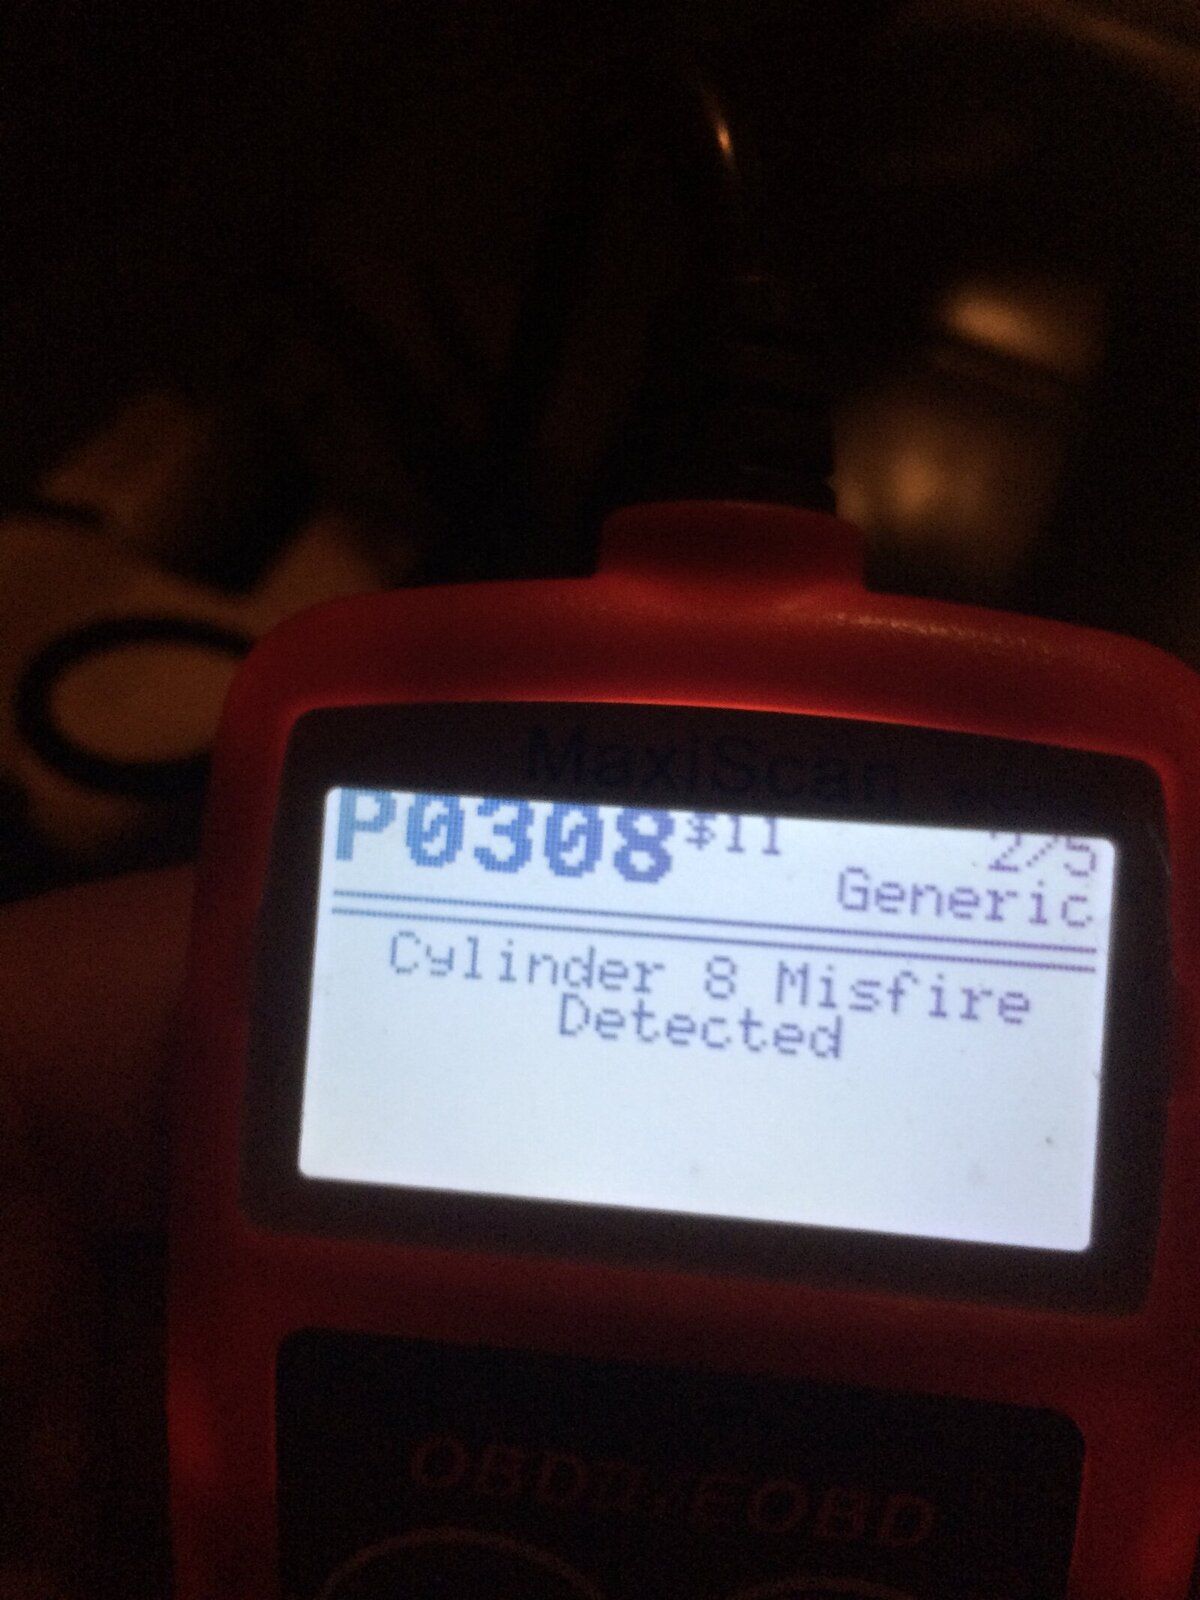 MaxiScan
P0308 $11 2/5
Generic
Cylinder 8 Misfire
Detected
OBDII/EOBD